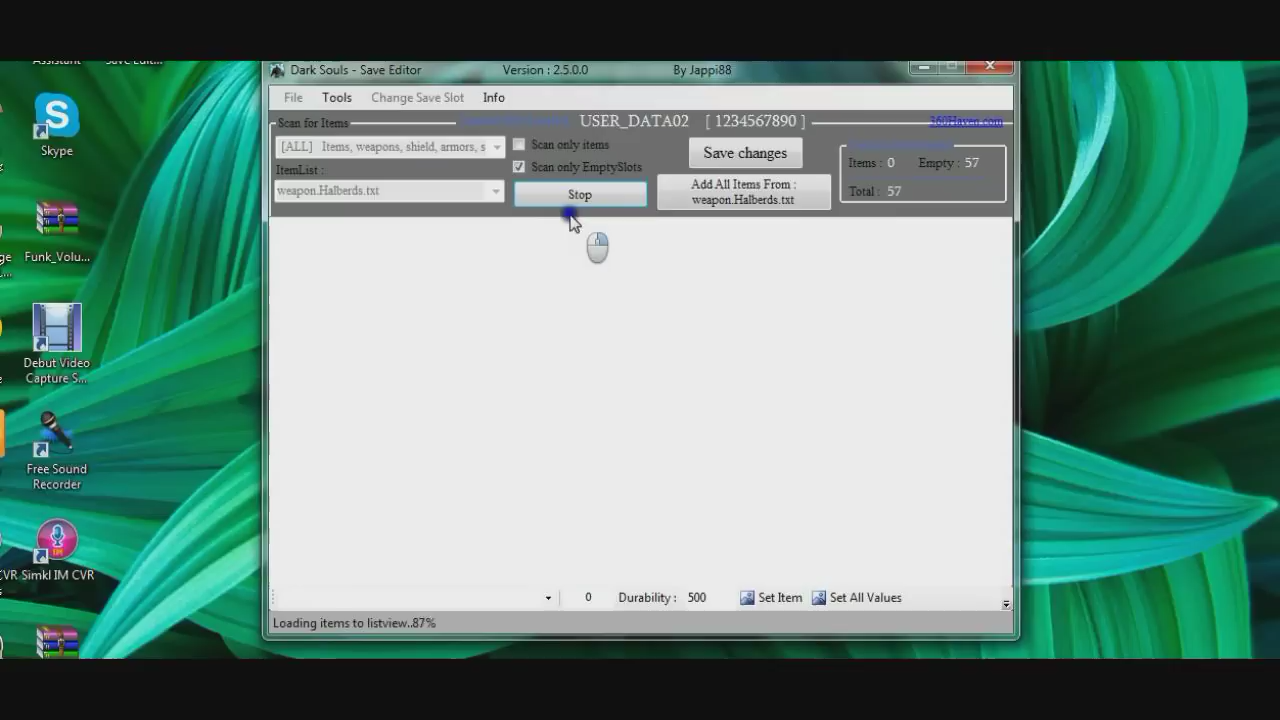 Assistant
Dark Souls - Save Editor
Version : 2.5.0.0
By Jappi88
File
Tools
Change Save Slot
Info
Scan for Items
USER_DATA02 [ 1234567890 ]
360Haven.com
[ALL] Items, weapons, shield, armors, s
Scan only items
Save changes
Items : 0
Empty : 57
ItemList :
Scan only EmptySlots
weapon.Halberds.txt
Stop
Add All Items From :
weapon.Halberds.txt
Total : 57
Skype
Funk_Volu...
Debut Video
Capture S...
Free Sound
Recorder
CVR
Simkl IM CVR
0
Durability : 500
Set Item
Set All Values
Loading items to listview..87%